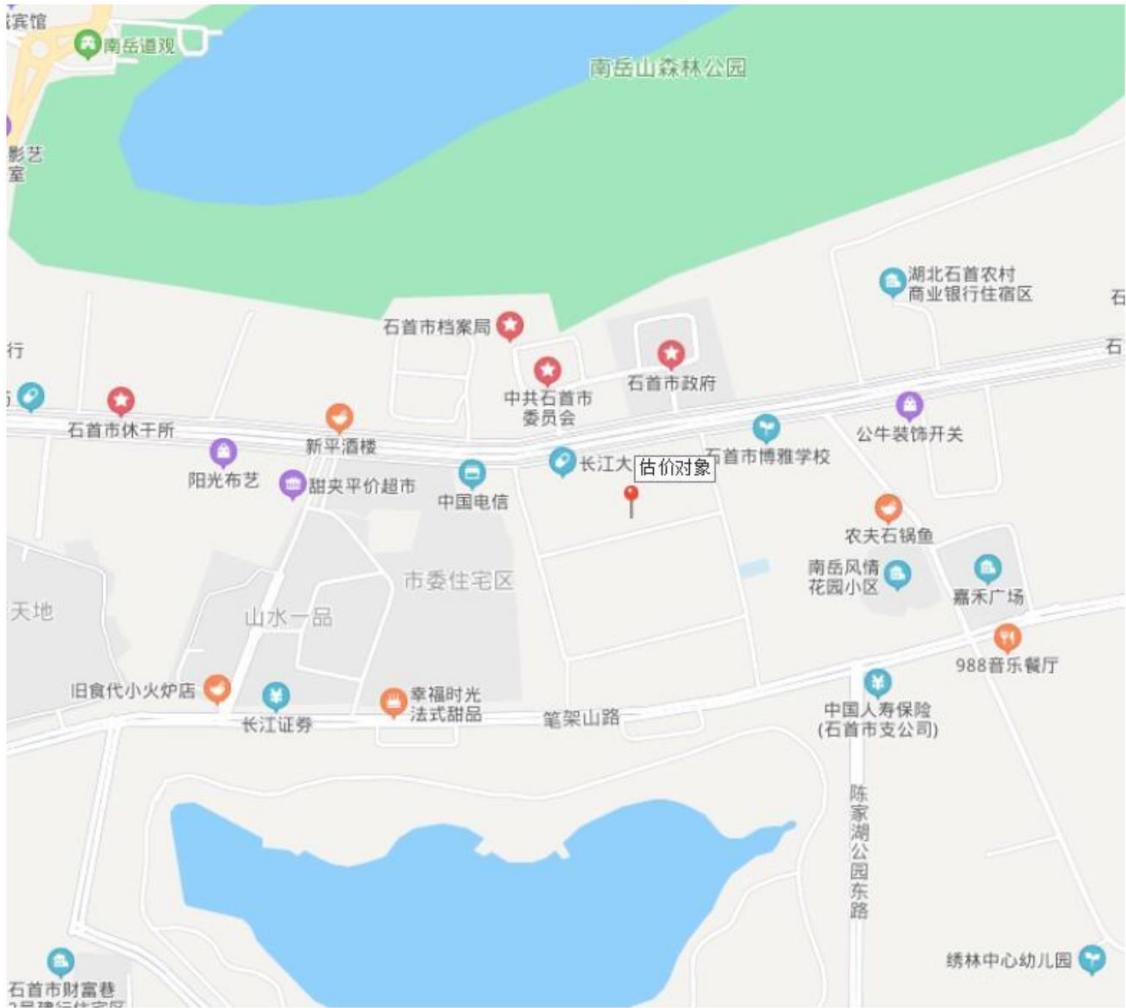 宾馆
南岳道观
南岳山森林公园
影艺
室
湖北石首农村
商业银行住宿区
石
石首市档案局
行
石
中共石首市
委员会
石首市政府
石首市休干所
新平酒楼
公牛装饰开关
阳光布艺
甜夹平价超市
中国电信
长江大
估价对象
石首市博雅学校
农夫石锅鱼
市委住宅区
南岳风情
花园小区
嘉禾广场
天地
山水一品
988音乐餐厅
旧食代小火炉店
长江证券
幸福时光
法式甜品
笔架山路
中国人寿保险
(石首市支公司)
陈家湖公园东路
绣林中心幼儿园
石首市财富巷
2号建行住宅区